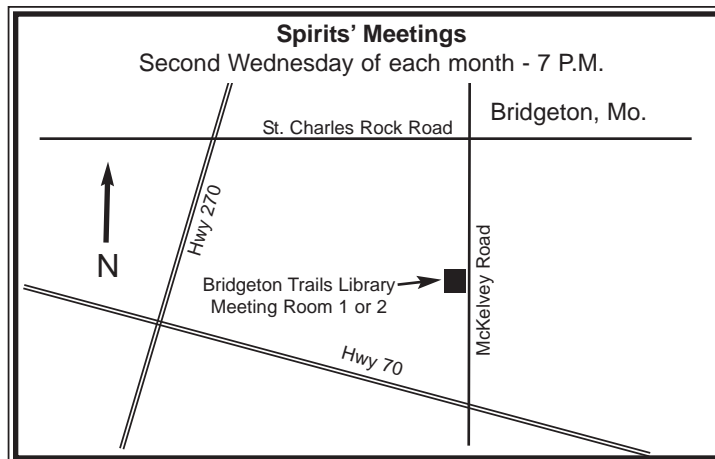 Spirits’ Meetings
Second Wednesday of each month - 7 P.M.
Bridgeton, Mo.
St. Charles Rock Road
Hwy 270
N
Bridgeton Trails Library
Meeting Room 1 or 2
McKelvey Road
Hwy 70